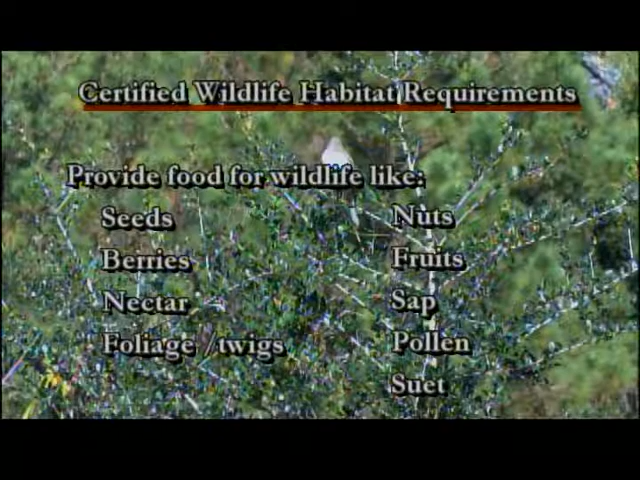 Certified Wildlife Habitat Requirements
Provide food for wildlife like:
Seeds
Berries
Nectar
Foliage /twigs
Nuts
Fruits
Sap
Pollen
Suet